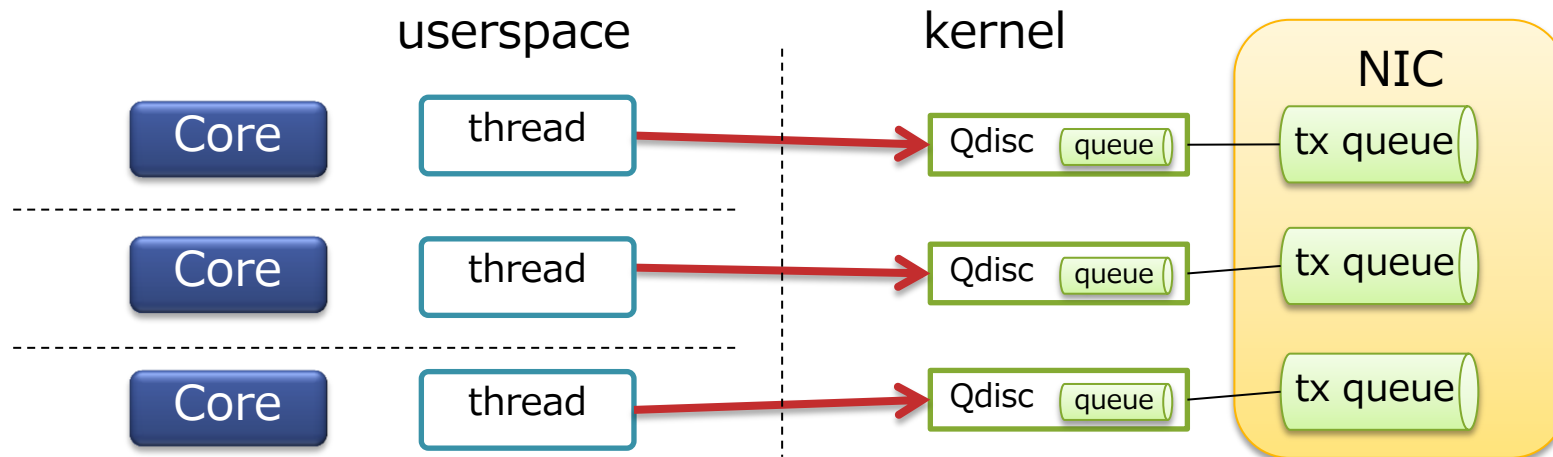 userspace
kernel
NIC
Core
thread
Qdisc
queue
tx queue
Core
thread
Qdisc
queue
tx queue
Core
thread
Qdisc
queue
tx queue